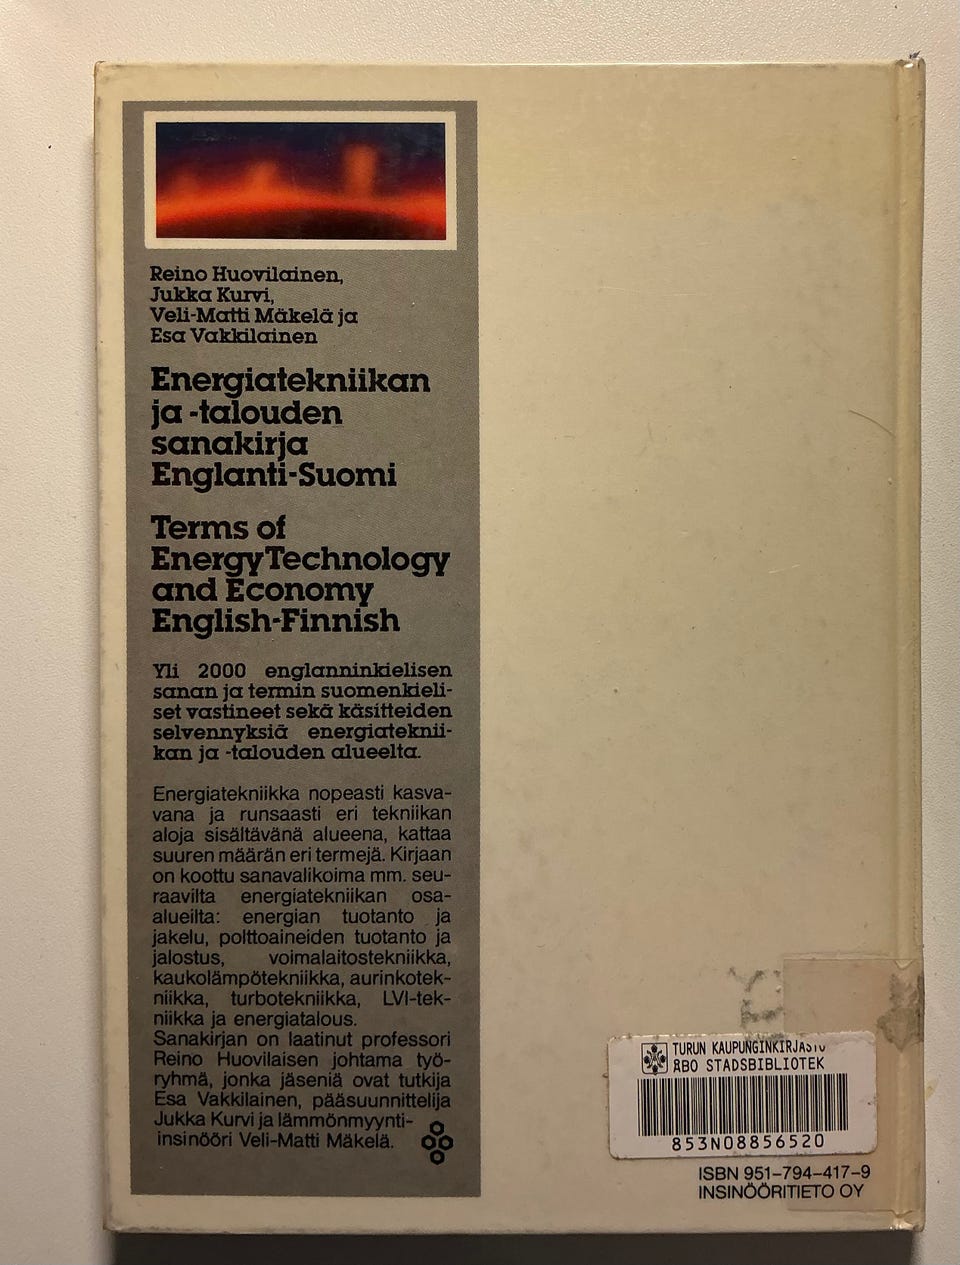 Reino Huovilainen,
Jukka Kurvi,
Veli-Matti Mäkelä ja
Esa Vakkilainen
Energiatekniikan
ja -talouden
sanakirja
Englanti-Suomi
Terms of
Energy Technology
and Economy
English-Finnish
Yli 2000 englanninkielisen
sanan ja termin suomenkieli-
set vastineet sekä käsitteiden
selvennyksiä energiatekнii-
kan ja -talouden alueelta.
Energiatekniikka nopeasti kasva-
vana ja runsaasti eri tekniikan
aloja sisältävänä alueena, kattaa
suuren määrän eri termejä. Kirjaan
on koottu sanavalikoima mm. seu-
raavilta energiatekniikan osa-
alueilta: energian tuotanto ja
jakelu, polttoaineiden tuotanto ja
jalostus, voimalaitostekniikka,
kaukolämpötekniikka, aurinkotek-
niikka, turbotekniikka, LVI-tek-
niikka ja energiatalous.
Sanakirjan on laatinut professori
Reino Huovilaisen johtama työ-
ryhmä, jonka jäseniä ovat tutkija
Esa Vakkilainen, pääsuunnittelija
Jukka Kurvi ja lämmönmyynti-
insinööri Veli-Matti Mäkelä.
TURUN KAUPUNGINKIRJASTO
ÅBO STADSBIBLIOTEK
853N08856520
ISBN 951-794-417-9
INSINÖÖRITIETO OY